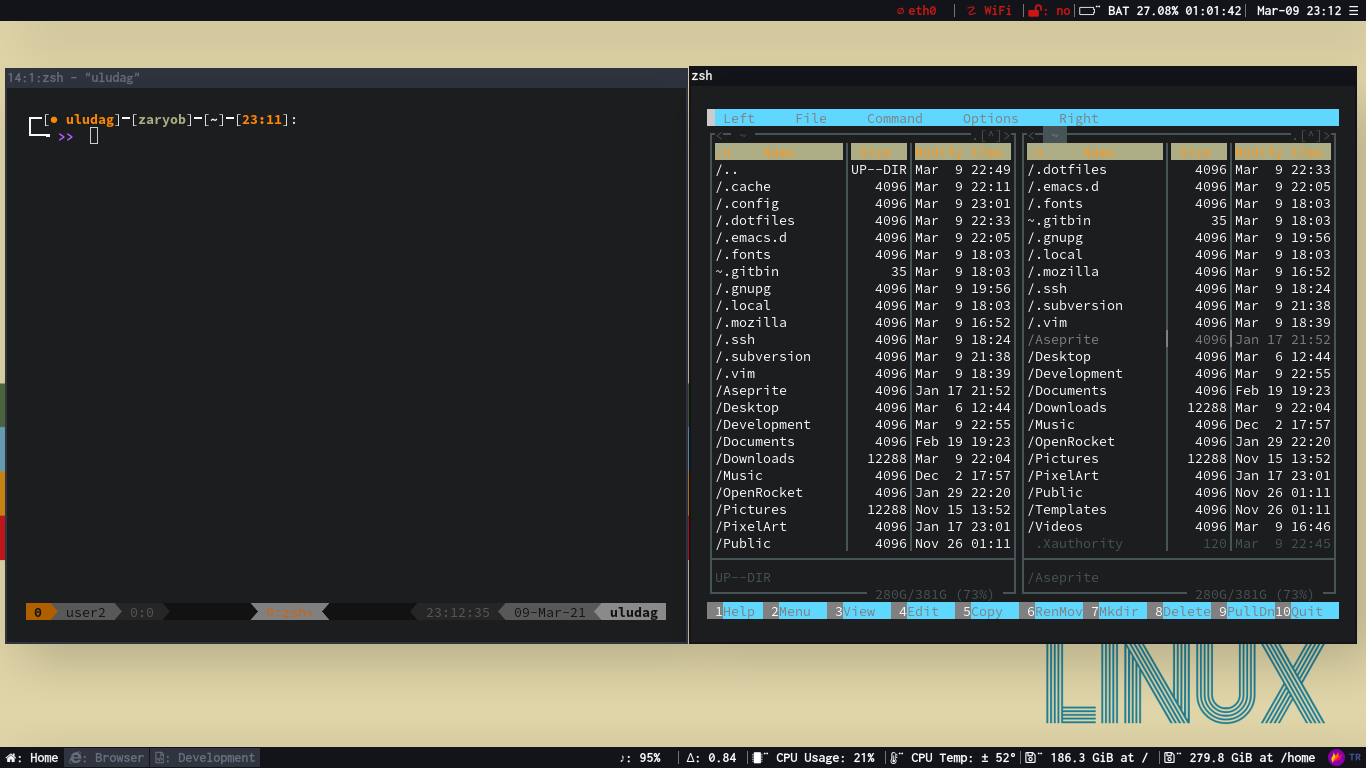 eth0 | WiFi | : no | BAT 27.08% 01:01:42 | Mar-09 23:12 ☰
14:1:zsh - "uludag"
[● uludag]-[zaryob]-[~]-[23:11]:
>>
0 user2 0:0 23:12:35 09-Mar-21 uludag
zsh
Left File Command Options Right
<- ~ .[^]>
Name Size Modify time
/.. UP--DIR Mar 9 22:49
/.cache 4096 Mar 9 22:11
/.config 4096 Mar 9 23:01
/.dotfiles 4096 Mar 9 22:33
/.emacs.d 4096 Mar 9 22:05
/.fonts 4096 Mar 9 18:03
~.gitbin 35 Mar 9 18:03
/.gnupg 4096 Mar 9 19:56
/.local 4096 Mar 9 18:03
/.mozilla 4096 Mar 9 16:52
/.ssh 4096 Mar 9 18:24
/.subversion 4096 Mar 9 21:38
/.vim 4096 Mar 9 18:39
/Aseprite 4096 Jan 17 21:52
/Desktop 4096 Mar 6 12:44
/Development 4096 Mar 9 22:55
/Documents 4096 Feb 19 19:23
/Downloads 12288 Mar 9 22:04
/Music 4096 Dec 2 17:57
/OpenRocket 4096 Jan 29 22:20
/Pictures 12288 Nov 15 13:52
/PixelArt 4096 Jan 17 23:01
/Public 4096 Nov 26 01:11
UP--DIR
280G/381G (73%)
<- ~ .[^]>
Name Size Modify time
/.dotfiles 4096 Mar 9 22:33
/.emacs.d 4096 Mar 9 22:05
/.fonts 4096 Mar 9 18:03
~.gitbin 35 Mar 9 18:03
/.gnupg 4096 Mar 9 19:56
/.local 4096 Mar 9 18:03
/.mozilla 4096 Mar 9 16:52
/.ssh 4096 Mar 9 18:24
/.subversion 4096 Mar 9 21:38
/.vim 4096 Mar 9 18:39
/Aseprite 4096 Jan 17 21:52
/Desktop 4096 Mar 6 12:44
/Development 4096 Mar 9 22:55
/Documents 4096 Feb 19 19:23
/Downloads 12288 Mar 9 22:04
/Music 4096 Dec 2 17:57
/OpenRocket 4096 Jan 29 22:20
/Pictures 12288 Nov 15 13:52
/PixelArt 4096 Jan 17 23:01
/Public 4096 Nov 26 01:11
/Templates 4096 Nov 26 01:11
/Videos 4096 Mar 9 16:46
.Xauthority 120 Mar 9 22:45
/Aseprite
280G/381G (73%)
1Help 2Menu 3View 4Edit 5Copy 6RenMov 7Mkdir 8Delete 9PullDn 10Quit
LINUX
: Home : Browser : Development ♪: 95% | Δ: 0.84 | CPU Usage: 21% | CPU Temp: ± 52° | 186.3 GiB at / | 279.8 GiB at /home TR